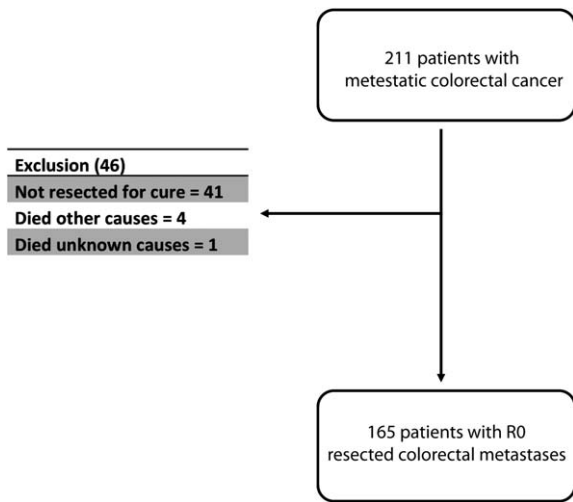 211 patients with
metestatic colorectal cancer
Exclusion (46)
Not resected for cure = 41
Died other causes = 4
Died unknown causes = 1
165 patients with R0
resected colorectal metastases